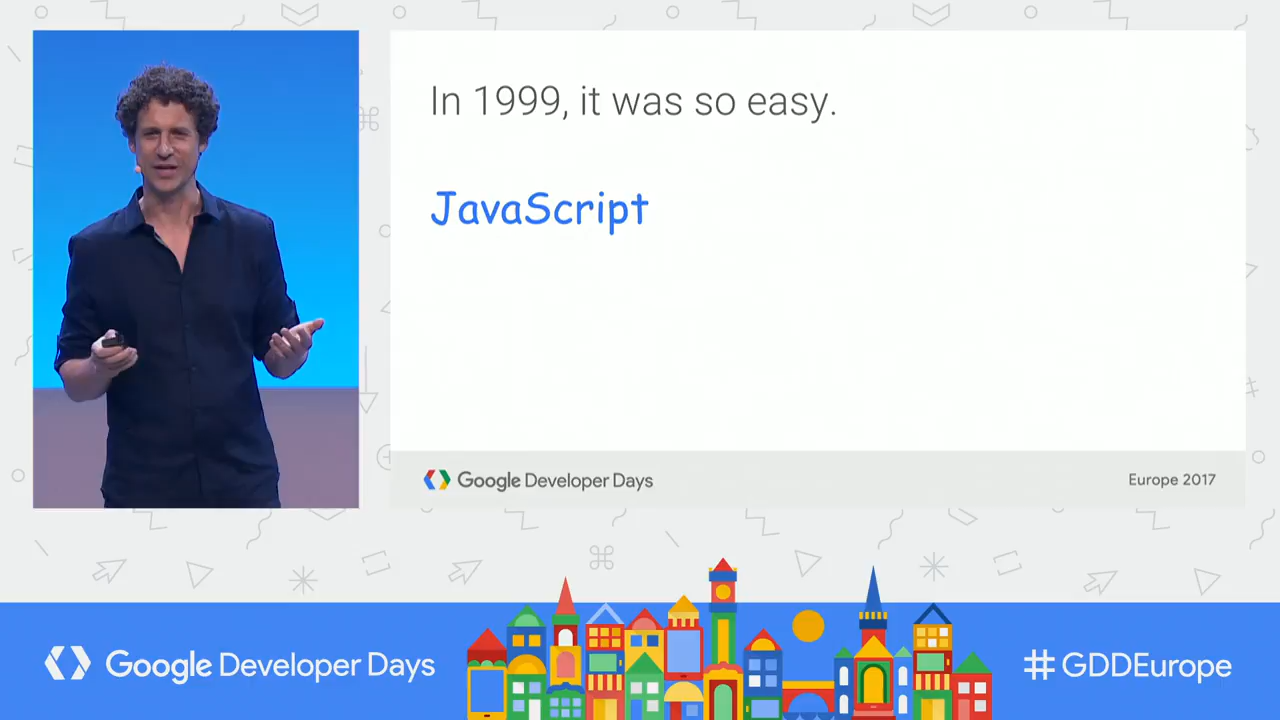 In 1999, it was so easy.
JavaScript
Google Developer Days
Europe 2017
Google Developer Days
#GDDEurope